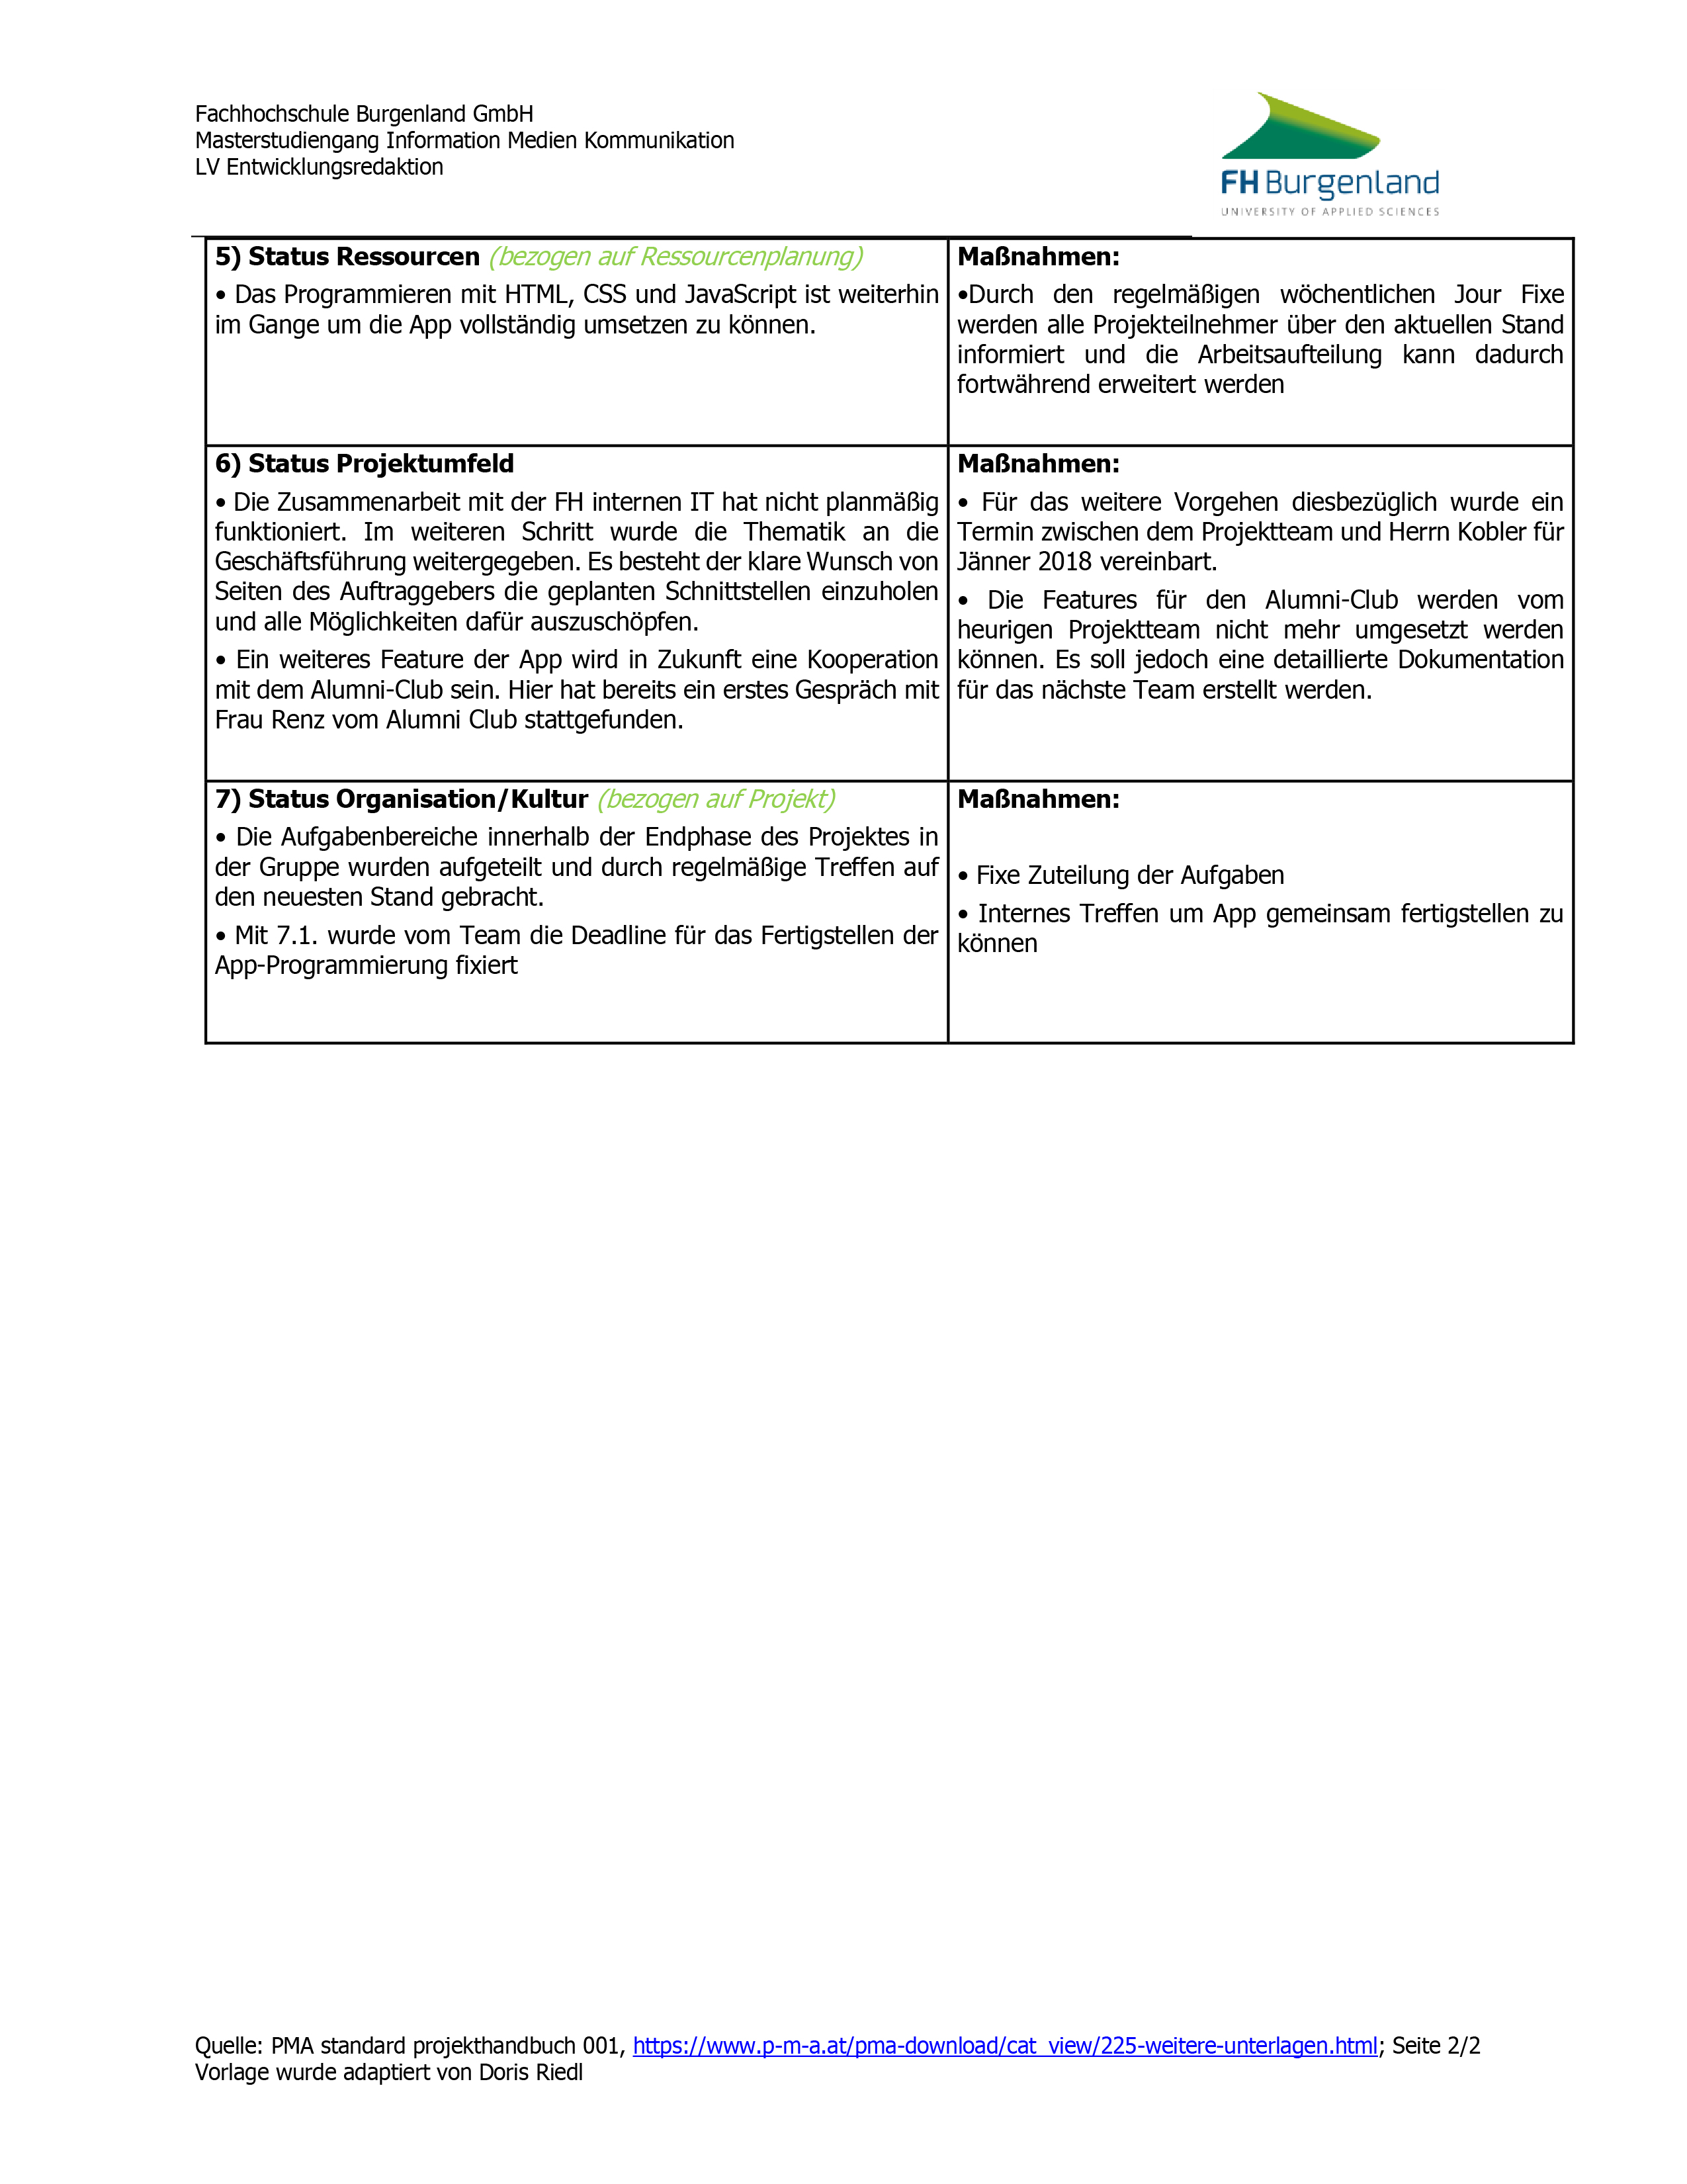 Fachhochschule Burgenland GmbH
Masterstudiengang Information Medien Kommunikation
LV Entwicklungsredaktion
FH Burgenland
UNIVERSITY OF APPLIED SCIENCES
5) Status Ressourcen (bezogen auf Ressourcenplanung)
• Das Programmieren mit HTML, CSS und JavaScript ist weiterhin
im Gange um die App vollständig umsetzen zu können.
Maßnahmen:
•Durch den regelmäßigen wöchentlichen Jour Fixe
werden alle Projekteilnehmer über den aktuellen Stand
informiert und die Arbeitsaufteilung kann dadurch
fortwährend erweitert werden
6) Status Projektumfeld
• Die Zusammenarbeit mit der FH internen IT hat nicht planmäßig
funktioniert. Im weiteren Schritt wurde die Thematik an die
Geschäftsführung weitergegeben. Es besteht der klare Wunsch von
Seiten des Auftraggebers die geplanten Schnittstellen einzuholen
und alle Möglichkeiten dafür auszuschöpfen.
• Ein weiteres Feature der App wird in Zukunft eine Kooperation
mit dem Alumni-Club sein. Hier hat bereits ein erstes Gespräch mit
Frau Renz vom Alumni Club stattgefunden.
Maßnahmen:
• Für das weitere Vorgehen diesbezüglich wurde ein
Termin zwischen dem Projektteam und Herrn Kobler für
Jänner 2018 vereinbart.
• Die Features für den Alumni-Club werden vom
heurigen Projektteam nicht mehr umgesetzt werden
können. Es soll jedoch eine detaillierte Dokumentation
für das nächste Team erstellt werden.
7) Status Organisation/Kultur (bezogen auf Projekt)
• Die Aufgabenbereiche innerhalb der Endphase des Projektes in
der Gruppe wurden aufgeteilt und durch regelmäßige Treffen auf
den neuesten Stand gebracht.
• Mit 7.1. wurde vom Team die Deadline für das Fertigstellen der
App-Programmierung fixiert
Maßnahmen:
• Fixe Zuteilung der Aufgaben
• Internes Treffen um App gemeinsam fertigstellen zu
können
Quelle: PMA standard projekthandbuch 001, https://www.p-m-a.at/pma-download/cat_view/225-weitere-unterlagen.html; Seite 2/2
Vorlage wurde adaptiert von Doris Riedl